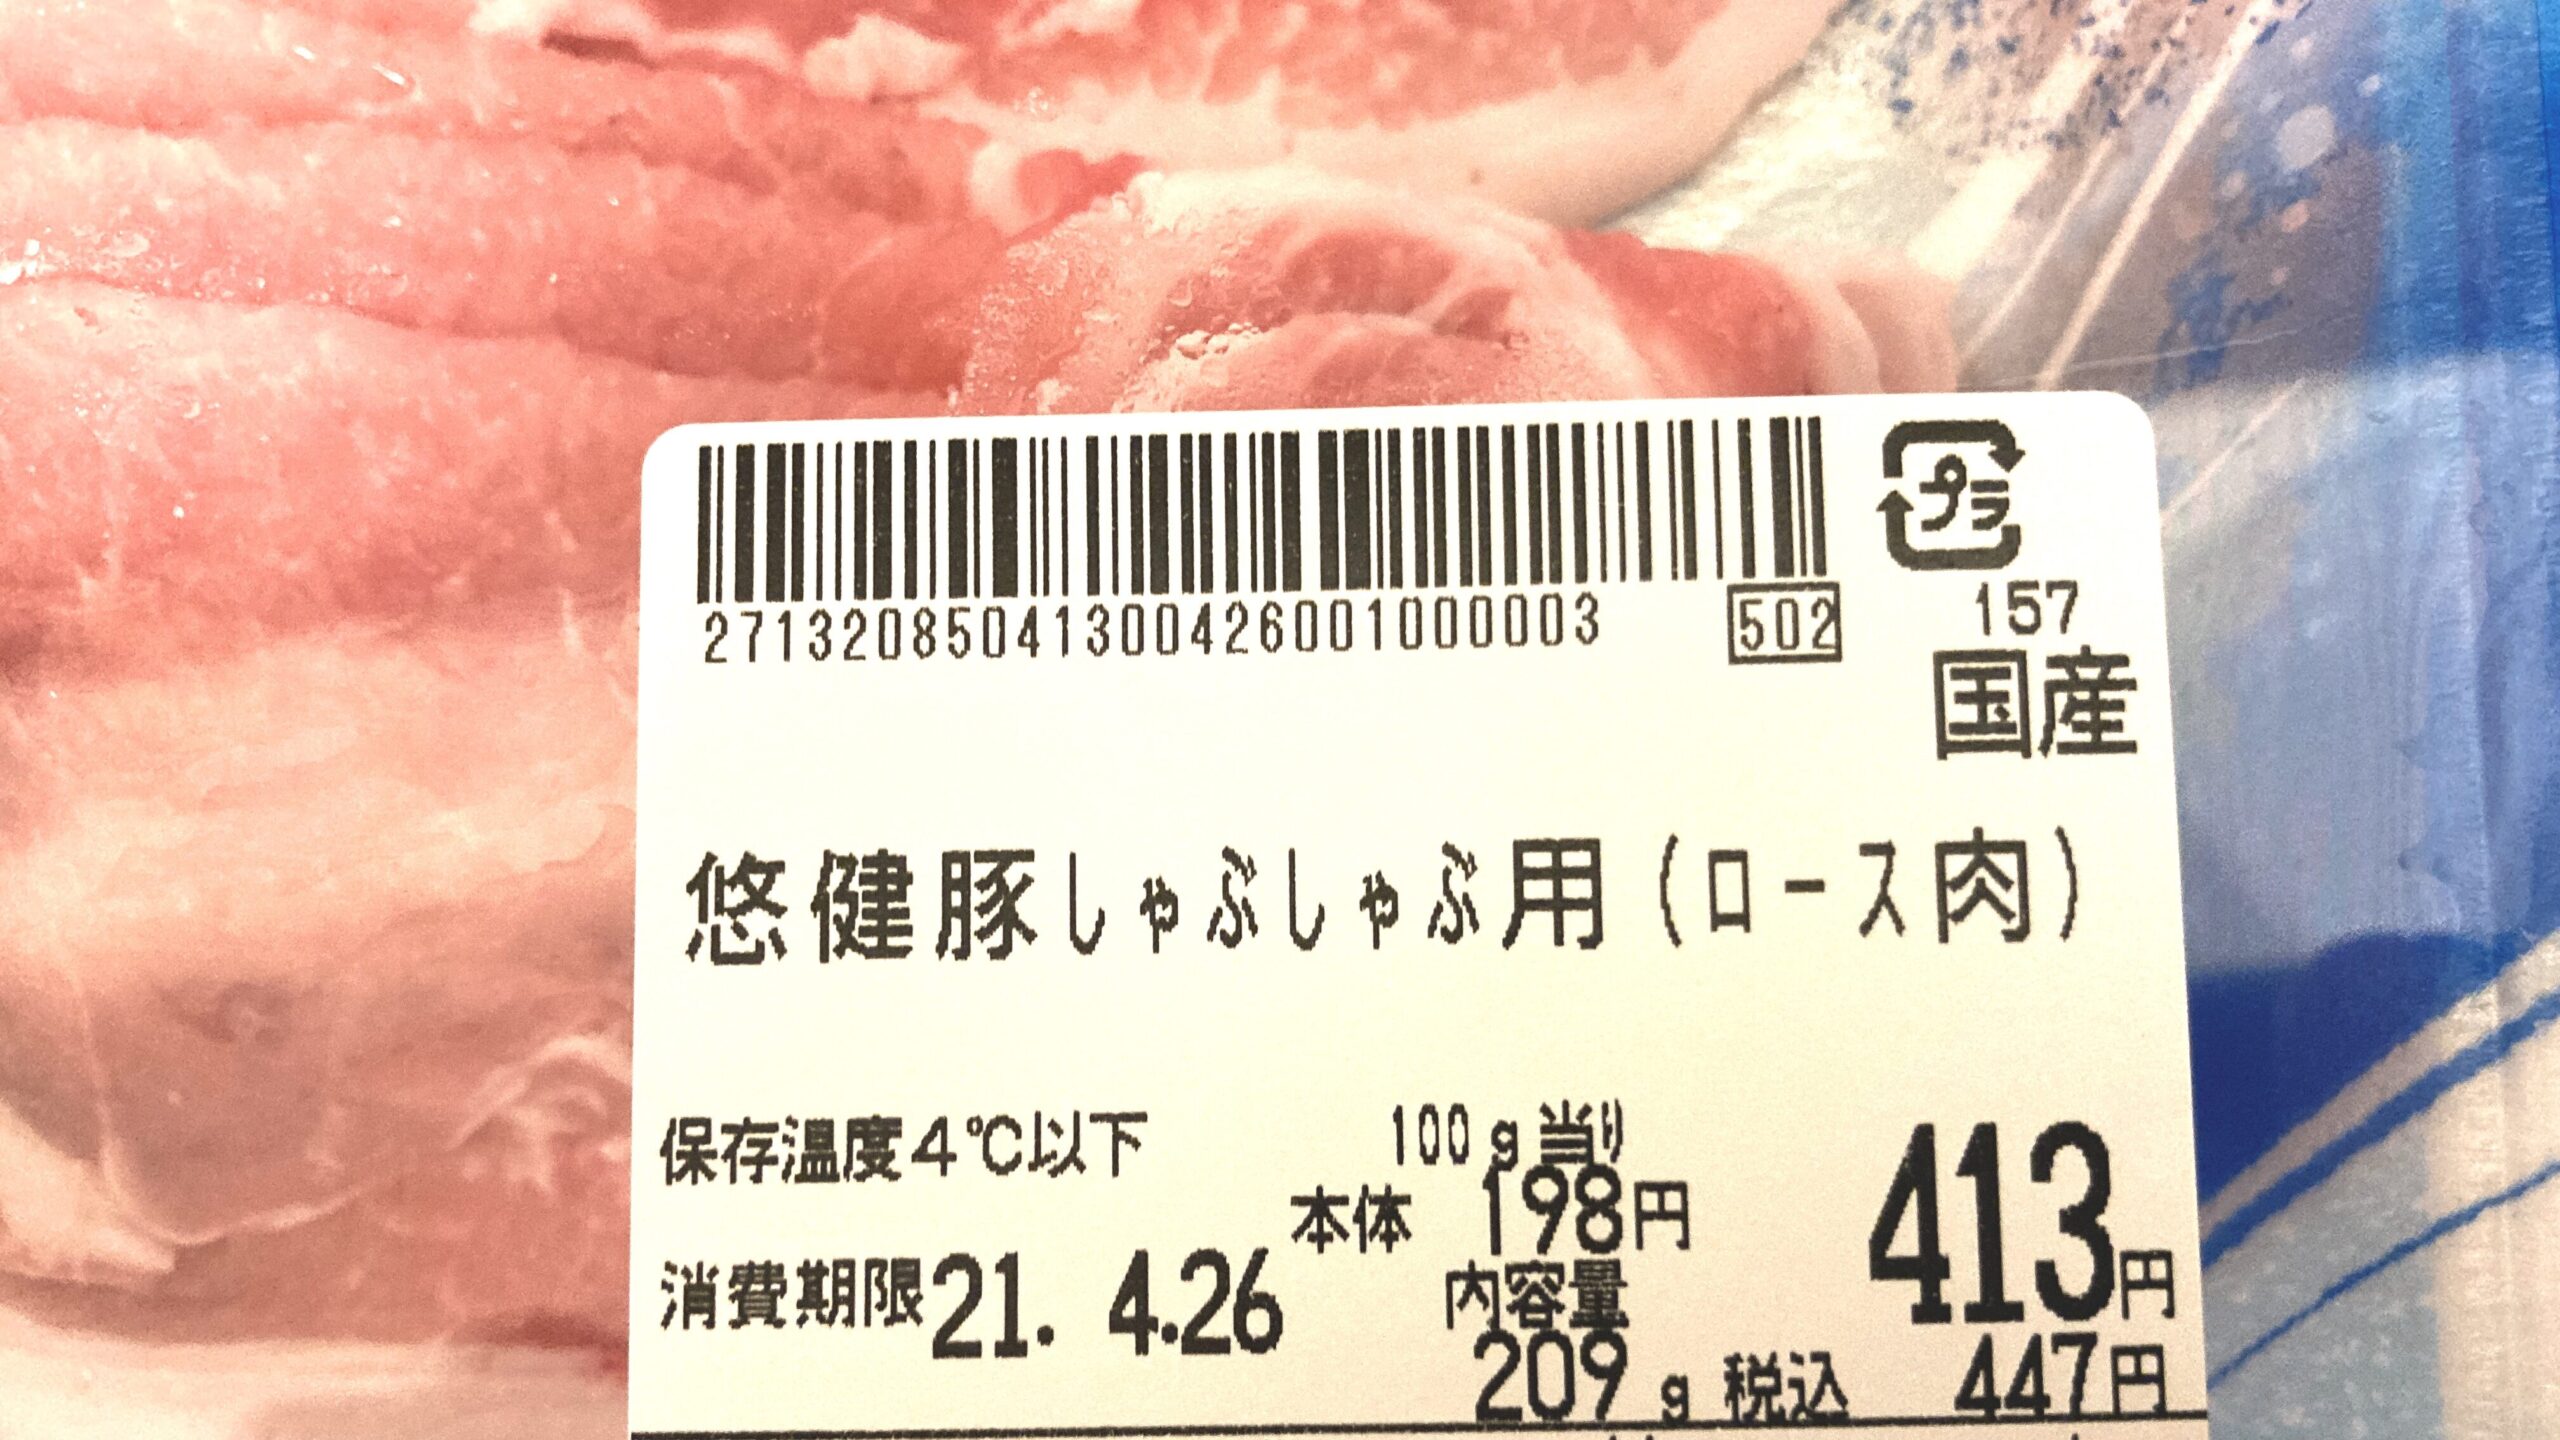 プラ
27132085041300426001000003
502
157
国産
悠健豚しゃぶしゃぶ用(ロース肉)
保存温度4℃以下
100g当り
本体 198円
413円
消費期限21. 4.26
内容量
209g
税込 447円